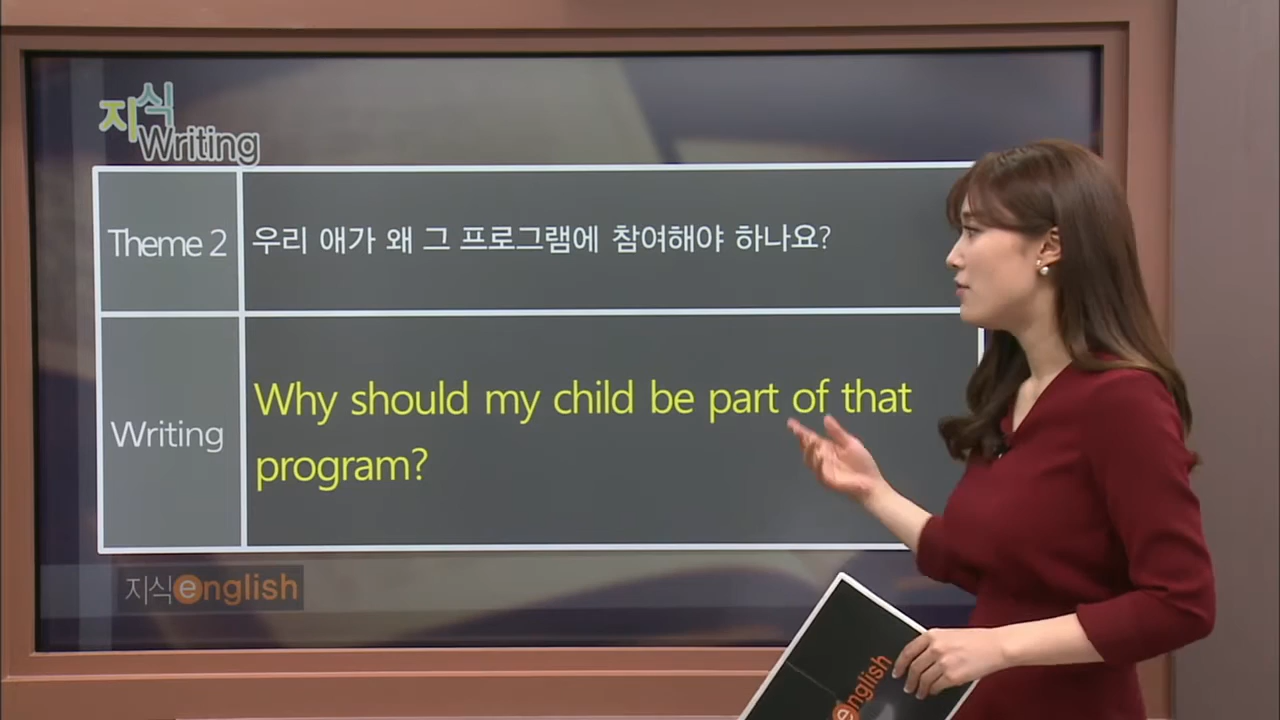 지식
Writing
Theme 2
우리 애가 왜 그 프로그램에 참여해야 하나요?
Writing
Why should my child be part of that
program?
지식english
english